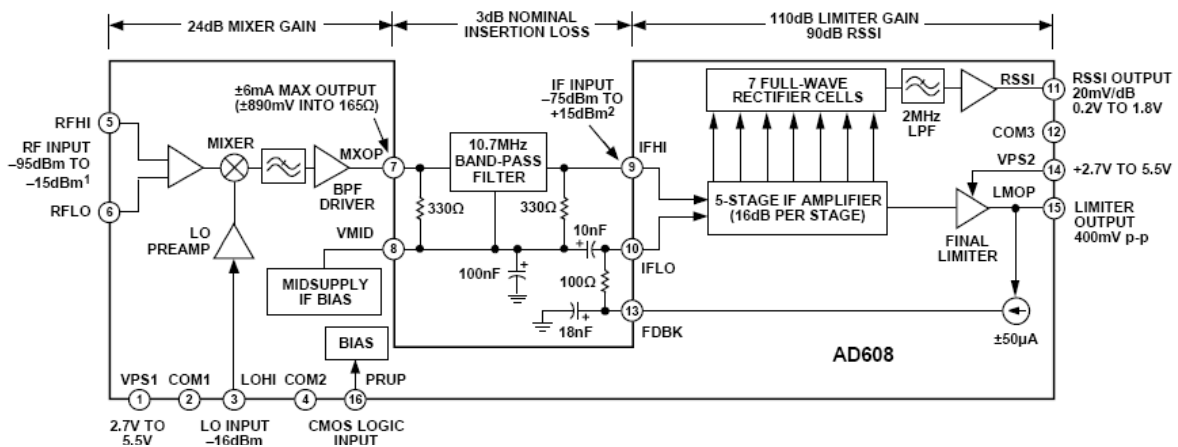 24dB MIXER GAIN
3dB NOMINAL
INSERTION LOSS
110dB LIMITER GAIN
90dB RSSI
±6mA MAX OUTPUT
(±890mV INTO 165Ω)
IF INPUT
–75dBm TO
+15dBm2
7 FULL-WAVE
RECTIFIER CELLS
2MHz
LPF
RSSI
11
RSSI OUTPUT
20mV/dB
0.2V TO 1.8V
RFHI
5
RF INPUT
–95dBm TO
–15dBm1
RFLO
6
MIXER
MXOP
7
BPF
DRIVER
10.7MHz
BAND-PASS
FILTER
IFHI
9
COM3
12
VPS2
14
+2.7V TO 5.5V
5-STAGE IF AMPLIFIER
(16dB PER STAGE)
LMOP
15
LIMITER
OUTPUT
400mV p-p
FINAL
LIMITER
LO
PREAMP
330Ω
330Ω
VMID
8
10nF
+
10
IFLO
MIDSUPPLY
IF BIAS
100nF
+
100Ω
18nF
+
13
FDBK
±50µA
BIAS
AD608
VPS1
COM1
LOHI
COM2
PRUP
1
2
3
4
16
2.7V TO
5.5V
LO INPUT
–16dBm
CMOS LOGIC
INPUT